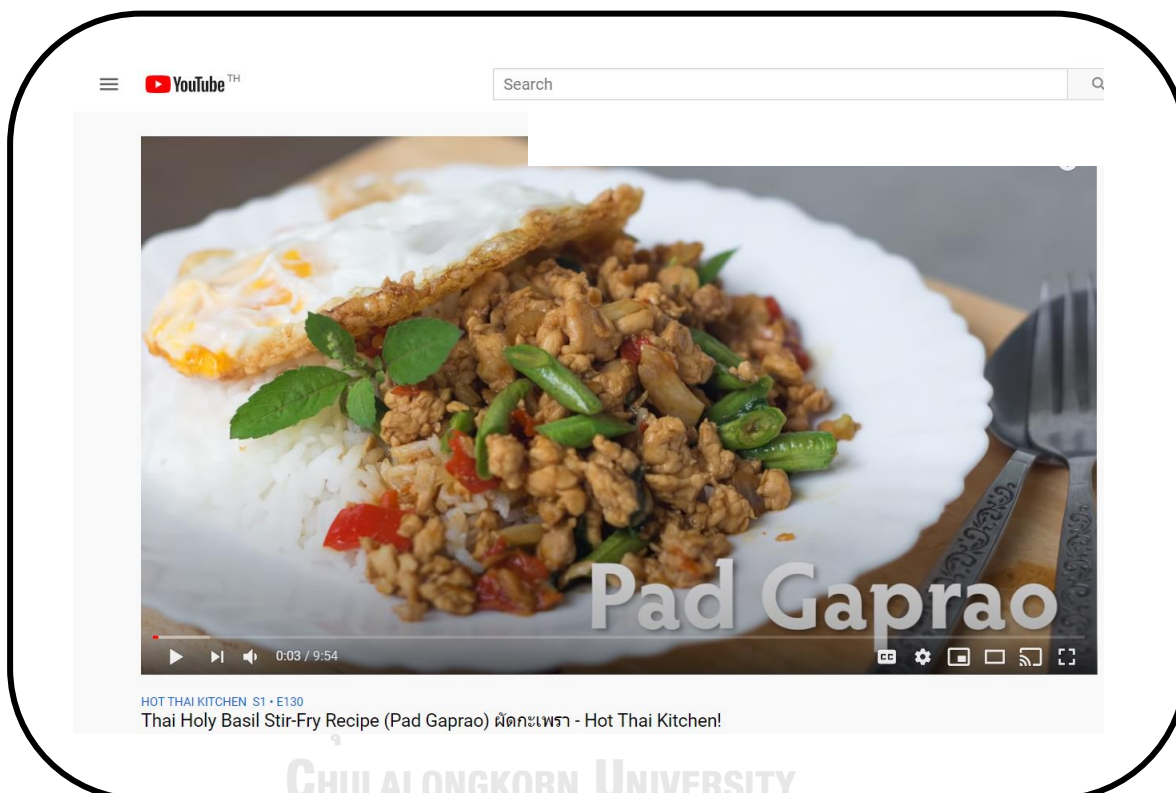 YouTube TH
Search
Pad Gaprao
0:03 / 9:54
CC
HOT THAI KITCHEN S1 • E130
Thai Holy Basil Stir-Fry Recipe (Pad Gaprao) ผัดกะเพรา - Hot Thai Kitchen!
CHULALONGKORN UNIVERSITY